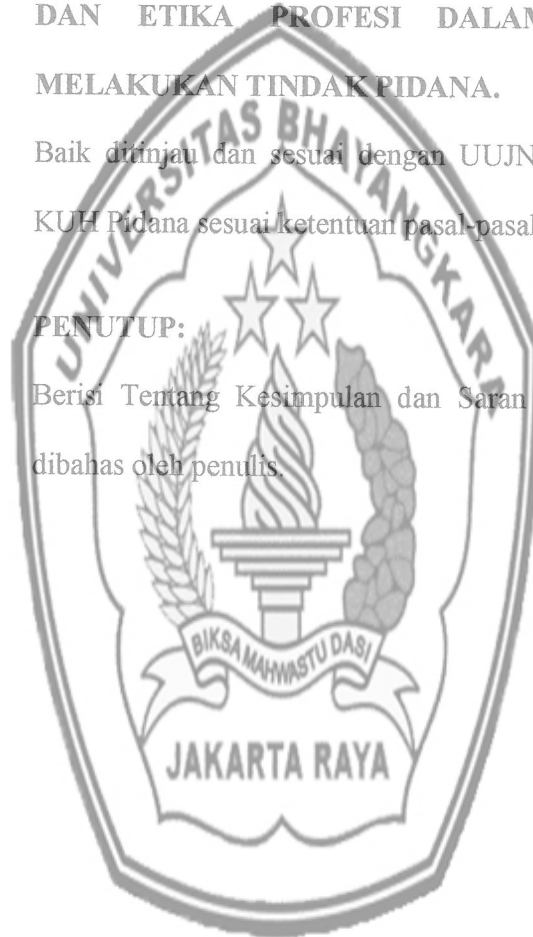 DAN ETIKA PROFESI DALAM
MELAKUKAN TINDAK PIDANA.
Baik ditinjau dan sesuai dengan UUJN
KUH Pidana sesuai ketentuan pasal-pasal
PENUTUP:
Berisi Tentang Kesimpulan dan Saran
dibahas oleh penulis.
UNIVERSITAS BHAYANGKARA
BIKSA MAHWASTU DASI
JAKARTA RAYA